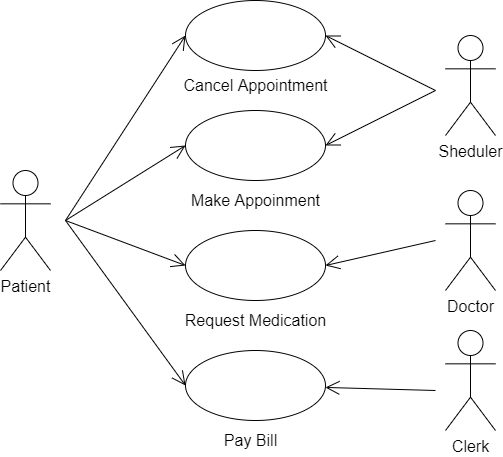 Cancel Appointment
Sheduler
Make Appoinment
Patient
Doctor
Request Medication
Pay Bill
Clerk